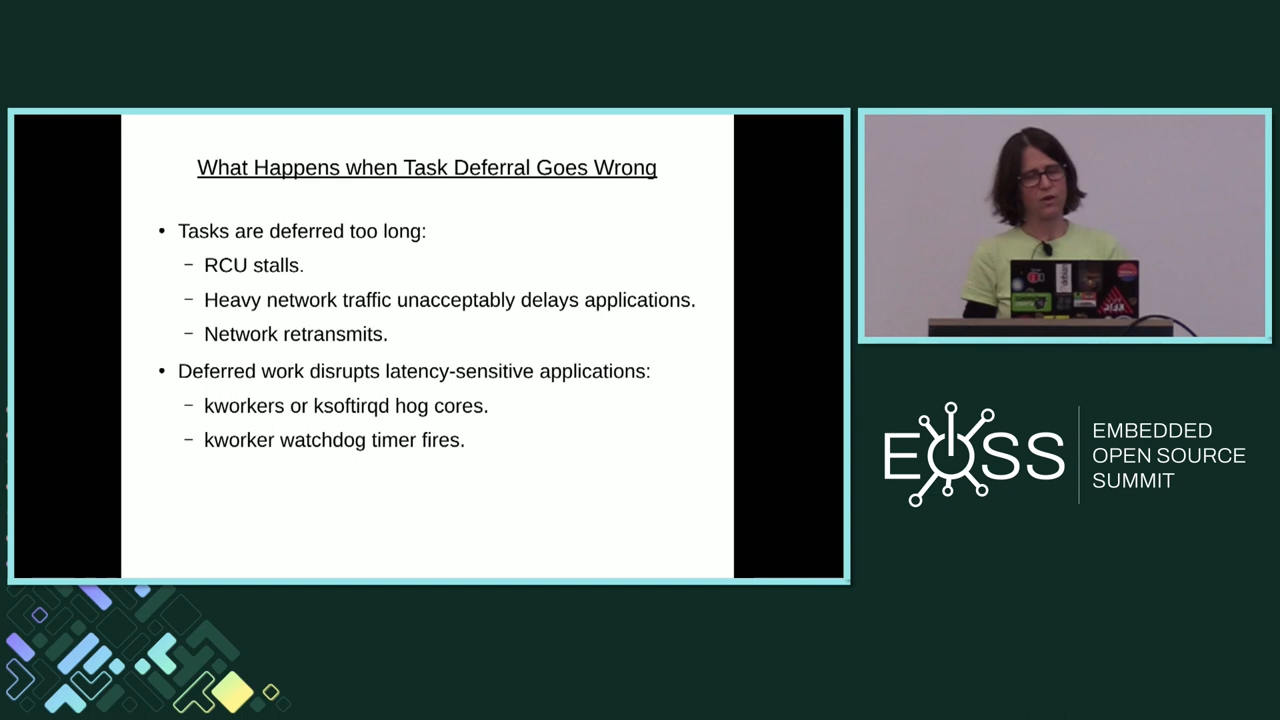 What Happens when Task Deferral Goes Wrong
• Tasks are deferred too long:
– RCU stalls.
– Heavy network traffic unacceptably delays applications.
– Network retransmits.
• Deferred work disrupts latency-sensitive applications:
– kworkers or ksoftirqd hog cores.
– kworker watchdog timer fires.
EOSS
EMBEDDED
OPEN SOURCE
SUMMIT